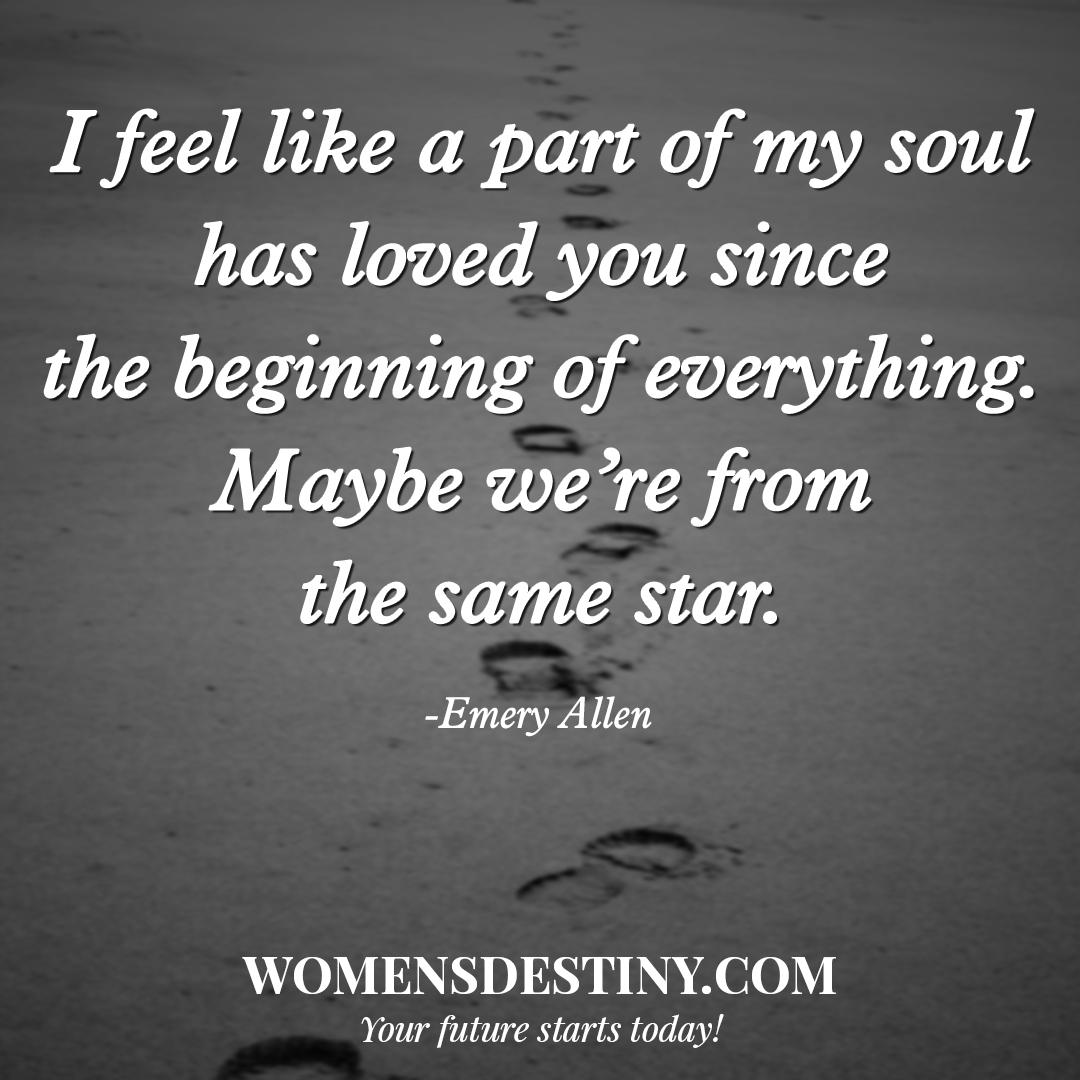 I feel like a part of my soul
has loved you since
the beginning of everything.
Maybe we’re from
the same star.
-Emery Allen
WOMENSDESTINY.COM
Your future starts today!